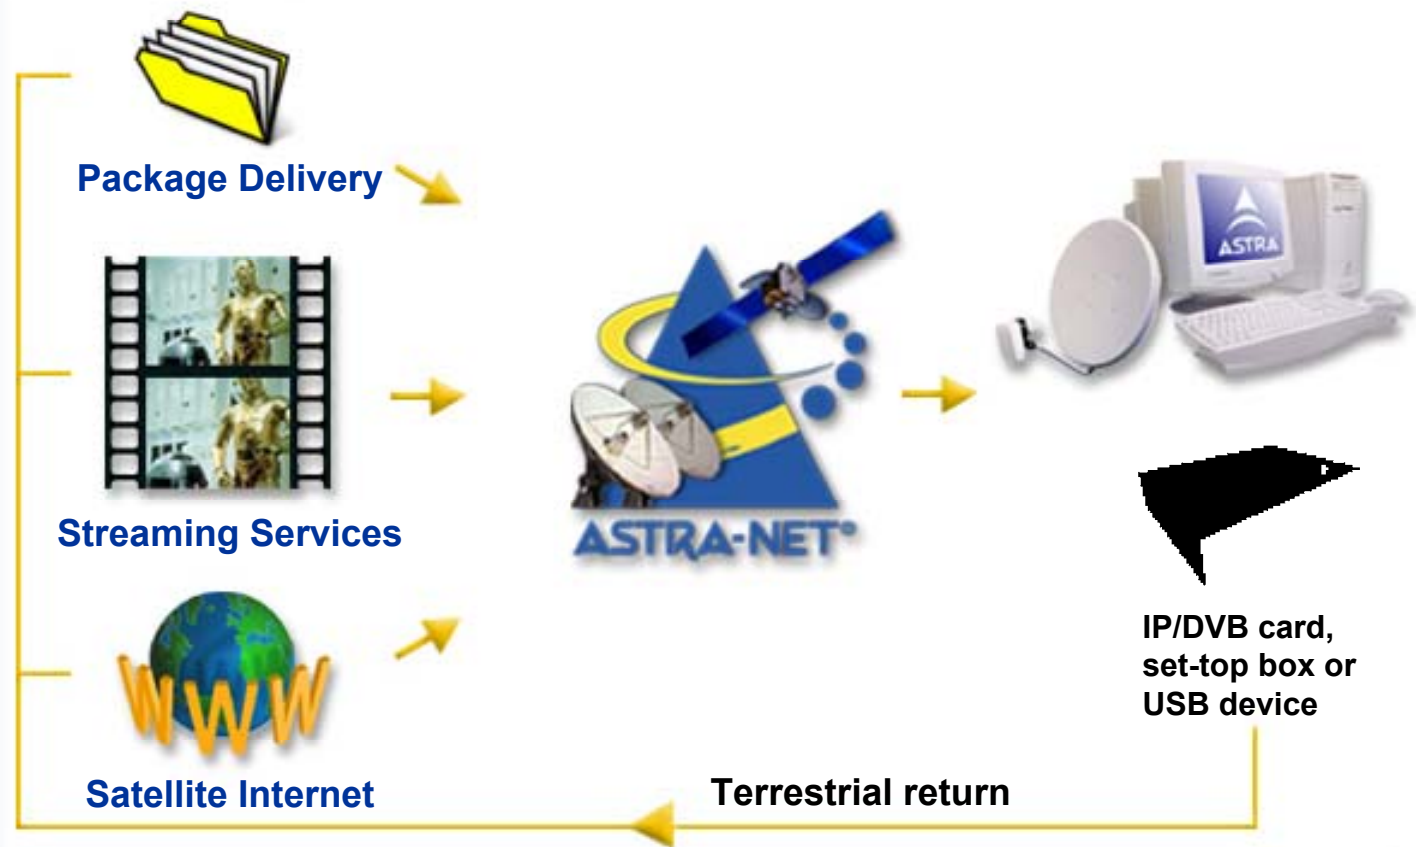 Package Delivery
Streaming Services
WWW
Satellite Internet
ASTRA-NET®
ASTRA
IP/DVB card,
set-top box or
USB device
Terrestrial return